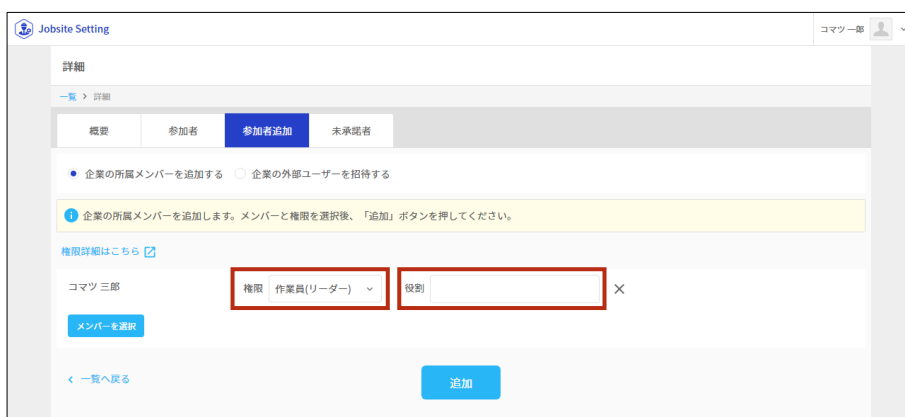 Jobsite Setting
コマツ 一郎
詳細
一覧 > 詳細
概要 参加者 参加者追加 未承諾者
企業の所属メンバーを追加する 企業の外部ユーザーを招待する
企業の所属メンバーを追加します。メンバーと権限を選択後、「追加」ボタンを押してください。
権限詳細はこちら
コマツ 三郎 権限 作業員(リーダー) 役割
メンバーを選択
一覧へ戻る
追加